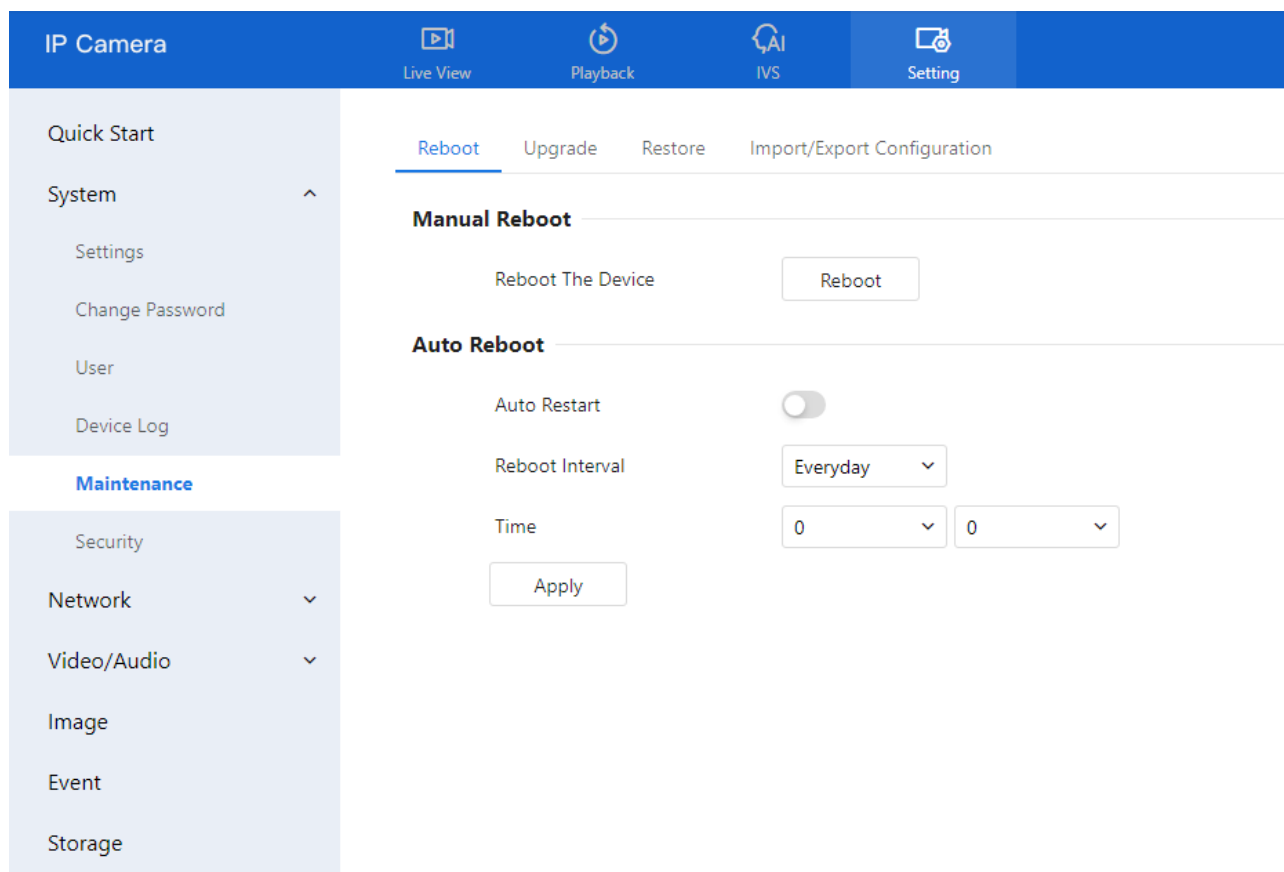 IP Camera
Live View
Playback
AI
IVS
Setting
Quick Start
System
Settings
Change Password
User
Device Log
Maintenance
Security
Network
Video/Audio
Image
Event
Storage
Reboot Upgrade Restore Import/Export Configuration
Manual Reboot
Reboot The Device Reboot
Auto Reboot
Auto Restart
Reboot Interval Everyday
Time 0 0
Apply